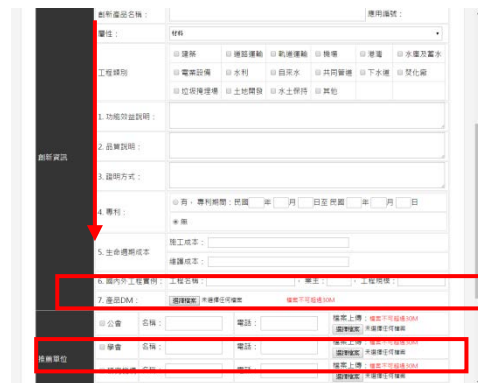 創新產品名稱： 應用編號：
屬性： 材料
工程類別
建築 道路運輸 軌道運輸 機場 港灣 水庫及蓄水
電業設備 水利 自來水 共同管道 下水道 焚化廠
垃圾掩埋場 土地開發 水土保持 其他
創新資訊
1. 功能效益說明：
2. 品質說明：
3. 證明方式：
4. 專利：
有， 專利期間：民國 年 月 日至 民國 年 月 日
無
5. 生命週期成本
施工成本：
維護成本：
6. 國內外工程實例： 工程名稱： ，業主： ，工程規模：
7. 產品DM： 選擇檔案 未選擇任何檔案 檔案不可超過30M
推薦單位
公會 名稱： 電話： 檔案上傳：檔案不可超過30M
選擇檔案 未選擇任何檔案
學會 名稱： 電話： 檔案上傳：檔案不可超過30M
選擇檔案 未選擇任何檔案
檔案上傳：檔案不可超過30M
選擇檔案 未選擇任何檔案